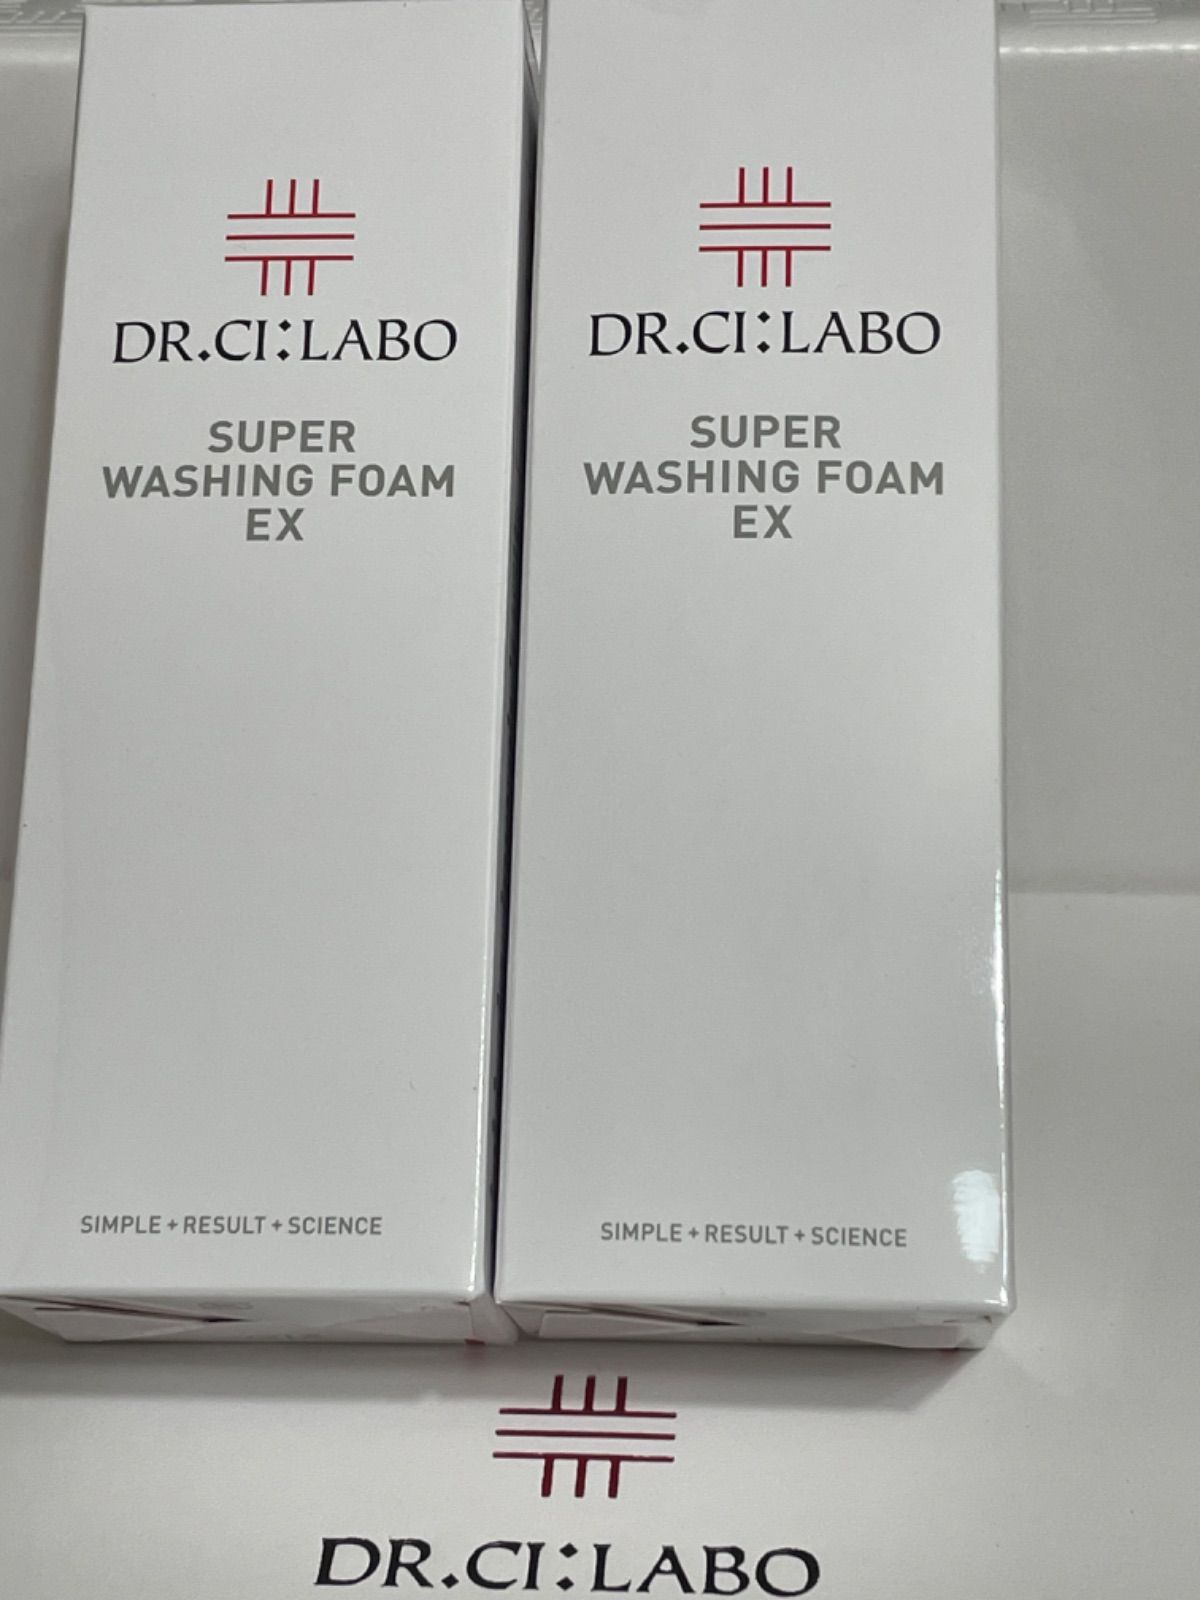 DR.CI:LABO
SUPER
WASHING FOAM
EX
SIMPLE+RESULT+SCIENCE
DR.CI:LABO
SUPER
WASHING FOAM
EX
SIMPLE+RESULT+SCIENCE
DR.CI:LABO